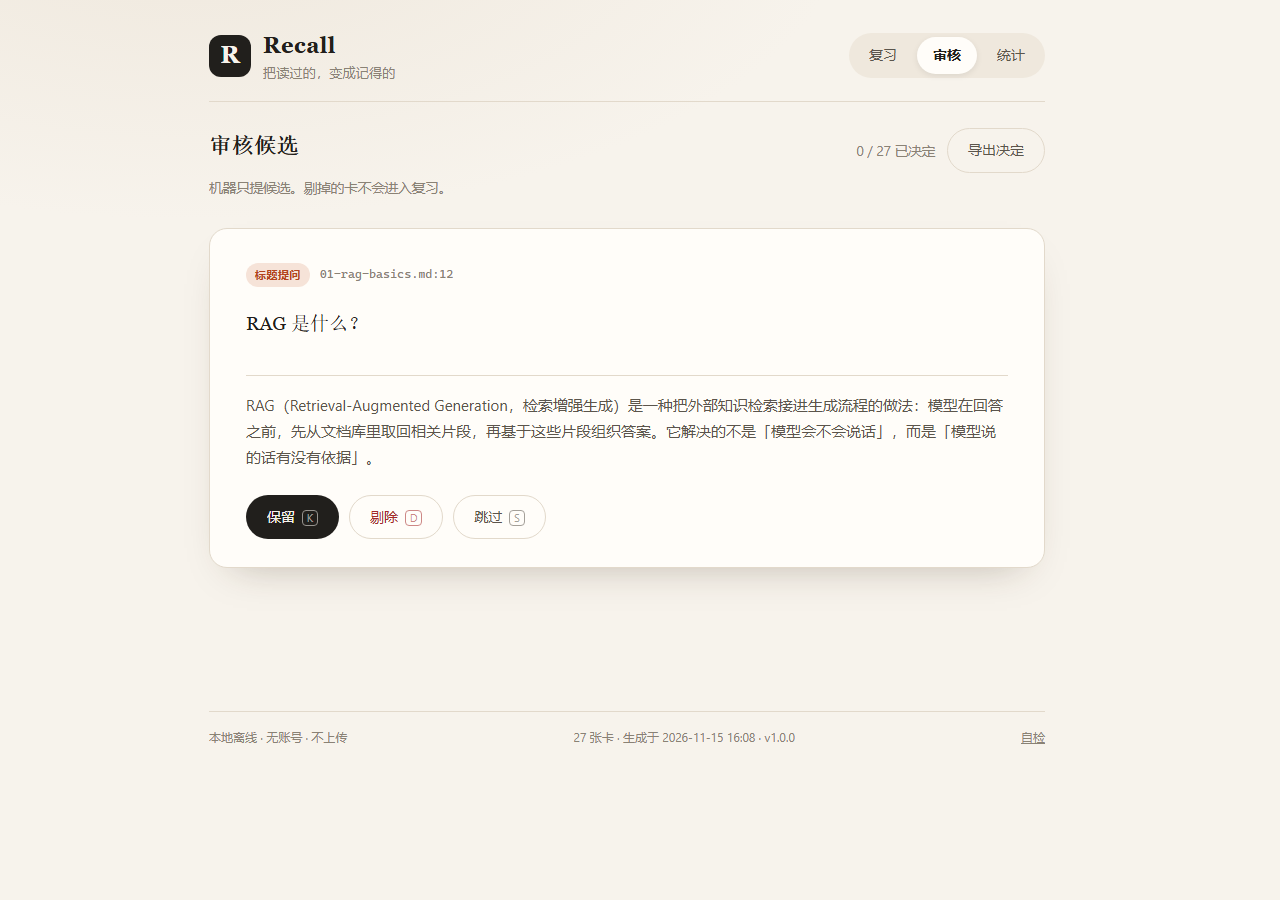 R
Recall
把读过的，变成记得的
复习 审核 统计
审核候选
0 / 27 已决定 导出决定
机器只提候选。剔掉的卡不会进入复习。
标题提问 01-rag-basics.md:12
RAG 是什么？
RAG（Retrieval-Augmented Generation，检索增强生成）是一种把外部知识检索接进生成流程的做法：模型在回答
之前，先从文档库里取回相关片段，再基于这些片段组织答案。它解决的不是「模型会不会说话」，而是「模型说
的话有没有依据」。
保留 K 剔除 D 跳过 S
本地离线 · 无账号 · 不上传 27 张卡 · 生成于 2026-11-15 16:08 · v1.0.0 自检